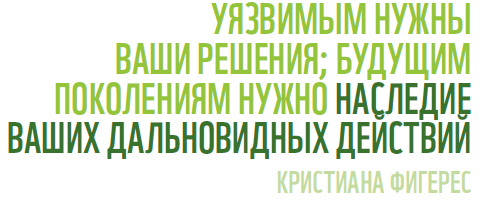 УЯЗВИМЫМ НУЖНЫ
ВАШИ РЕШЕНИЯ; БУДУЩИМ
ПОКОЛЕНИЯМ НУЖНО НАСЛЕДИЕ
ВАШИХ ДАЛЬНОВИДНЫХ ДЕЙСТВИЙ
КРИСТИАНА ФИГЕРЕС